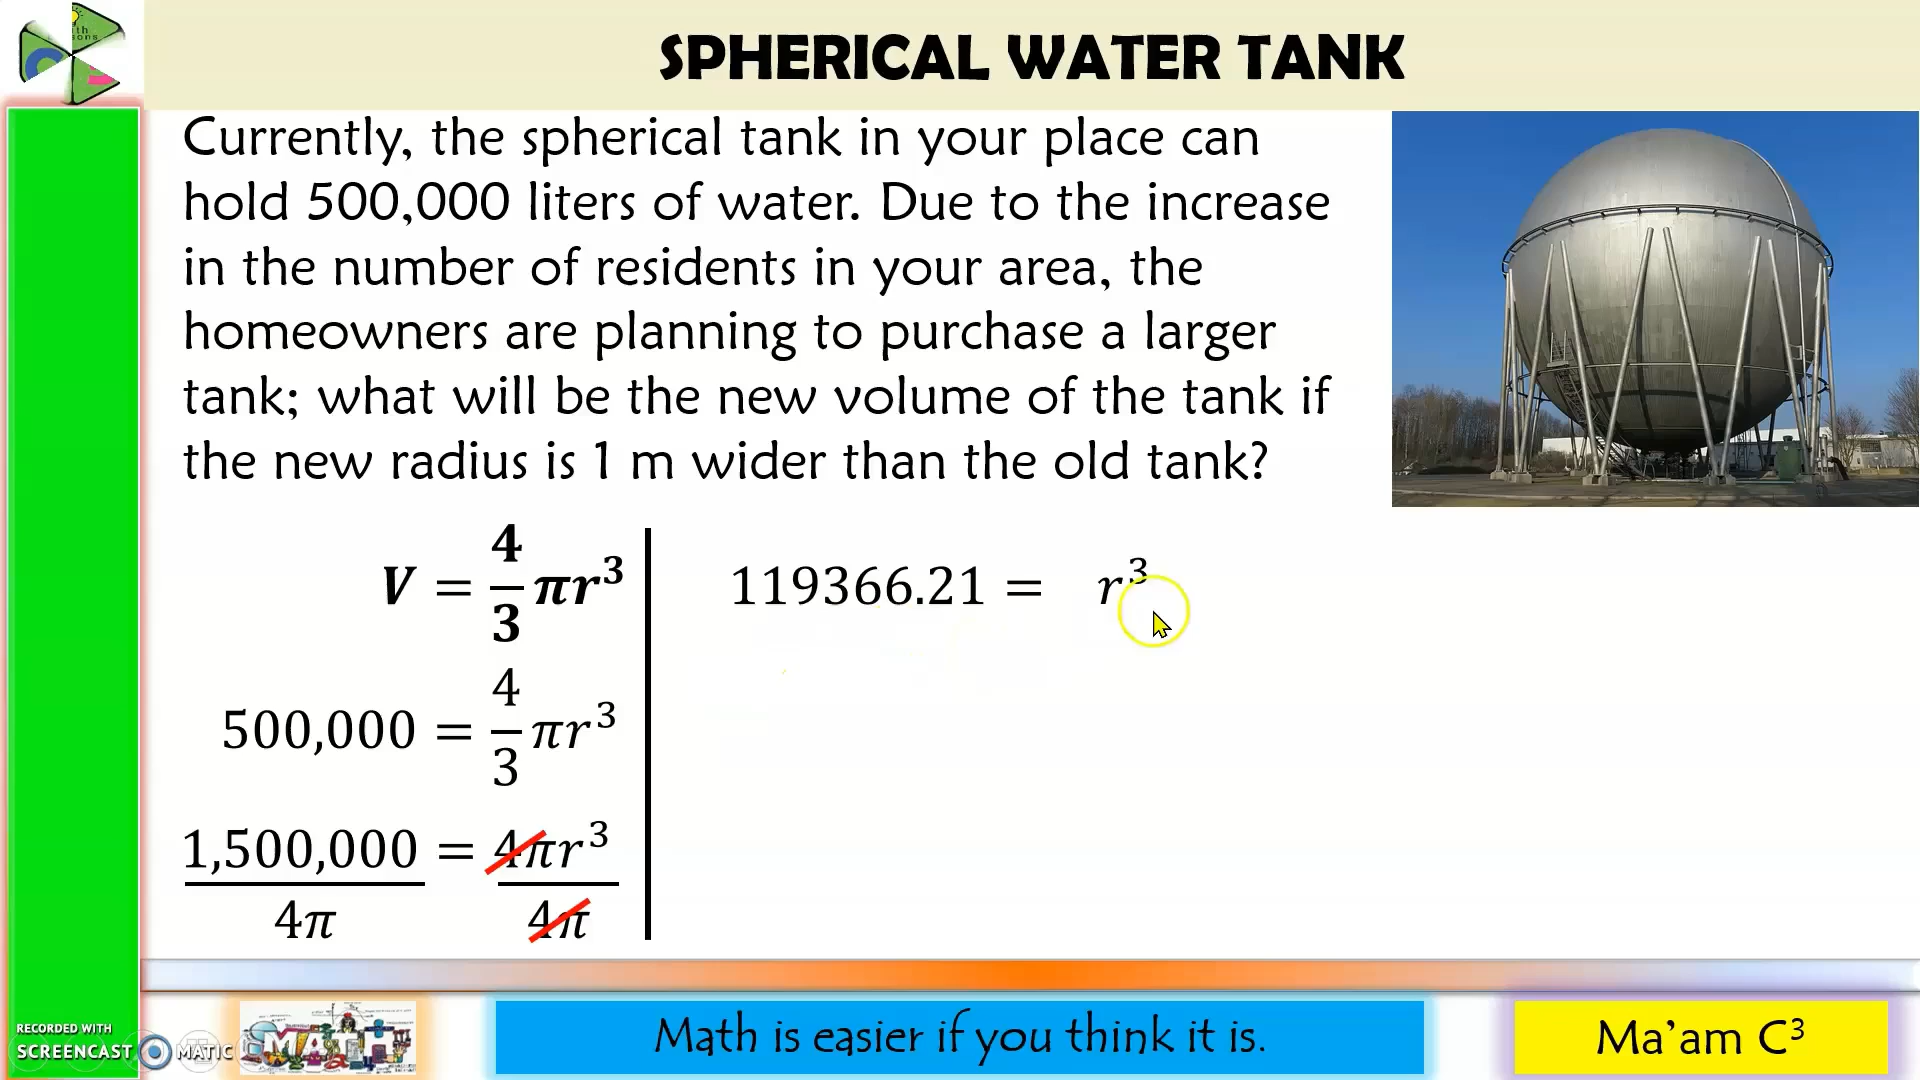 SPHERICAL WATER TANK
Currently, the spherical tank in your place can
hold 500,000 liters of water. Due to the increase
in the number of residents in your area, the
homeowners are planning to purchase a larger
tank; what will be the new volume of the tank if
the new radius is 1 m wider than the old tank?
V = 4/3 πr³
500,000 = 4/3 πr³
1,500,000 = 4πr³
4π 4π
119366.21 = r³
RECORDED WITH
SCREENCAST MATIC
MATH
Math is easier if you think it is.
Ma’am C³